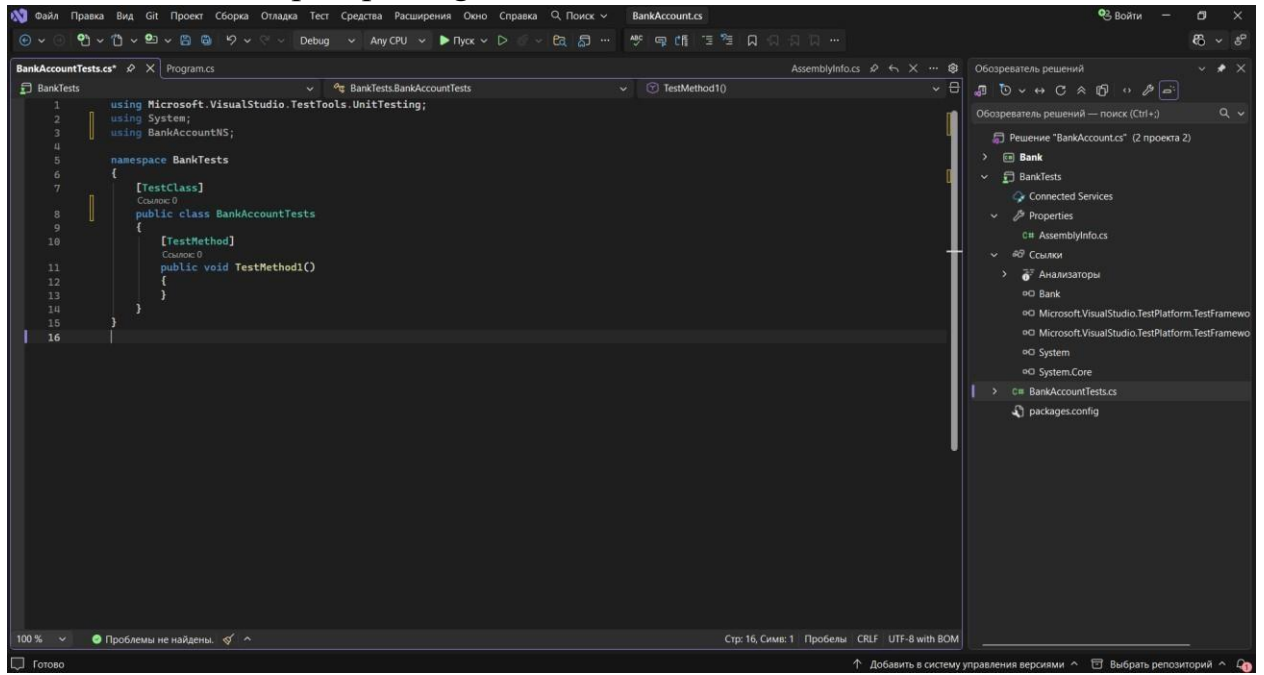 Файл Правка Вид Git Проект Сборка Отладка Тест Средства Расширения Окно Справка Поиск BankAccount.cs Войти
Debug Any CPU Пуск ABC
BankAccountTests.cs* Program.cs AssemblyInfo.cs
BankTests BankTests.BankAccountTests TestMethod1()
1 using Microsoft.VisualStudio.TestTools.UnitTesting;
2 using System;
3 using BankAccountNS;
4
5 namespace BankTests
6 {
7 [TestClass]
Ссылок: 0
8 public class BankAccountTests
9 {
10 [TestMethod]
Ссылок: 0
11 public void TestMethod1()
12 {
13 }
14 }
15 }
16
100 % Проблемы не найдены. Стр: 16, Симв: 1 Пробелы CRLF UTF-8 with BOM
Обозреватель решений
Обозреватель решений — поиск (Ctrl+;)
Решение "BankAccount.cs" (2 проекта 2)
Bank
BankTests
Connected Services
Properties
C# AssemblyInfo.cs
Ссылки
Анализаторы
Bank
Microsoft.VisualStudio.TestPlatform.TestFramewo
Microsoft.VisualStudio.TestPlatform.TestFramewo
System
System.Core
C# BankAccountTests.cs
packages.config
Готово Добавить в систему управления версиями Выбрать репозиторий 1